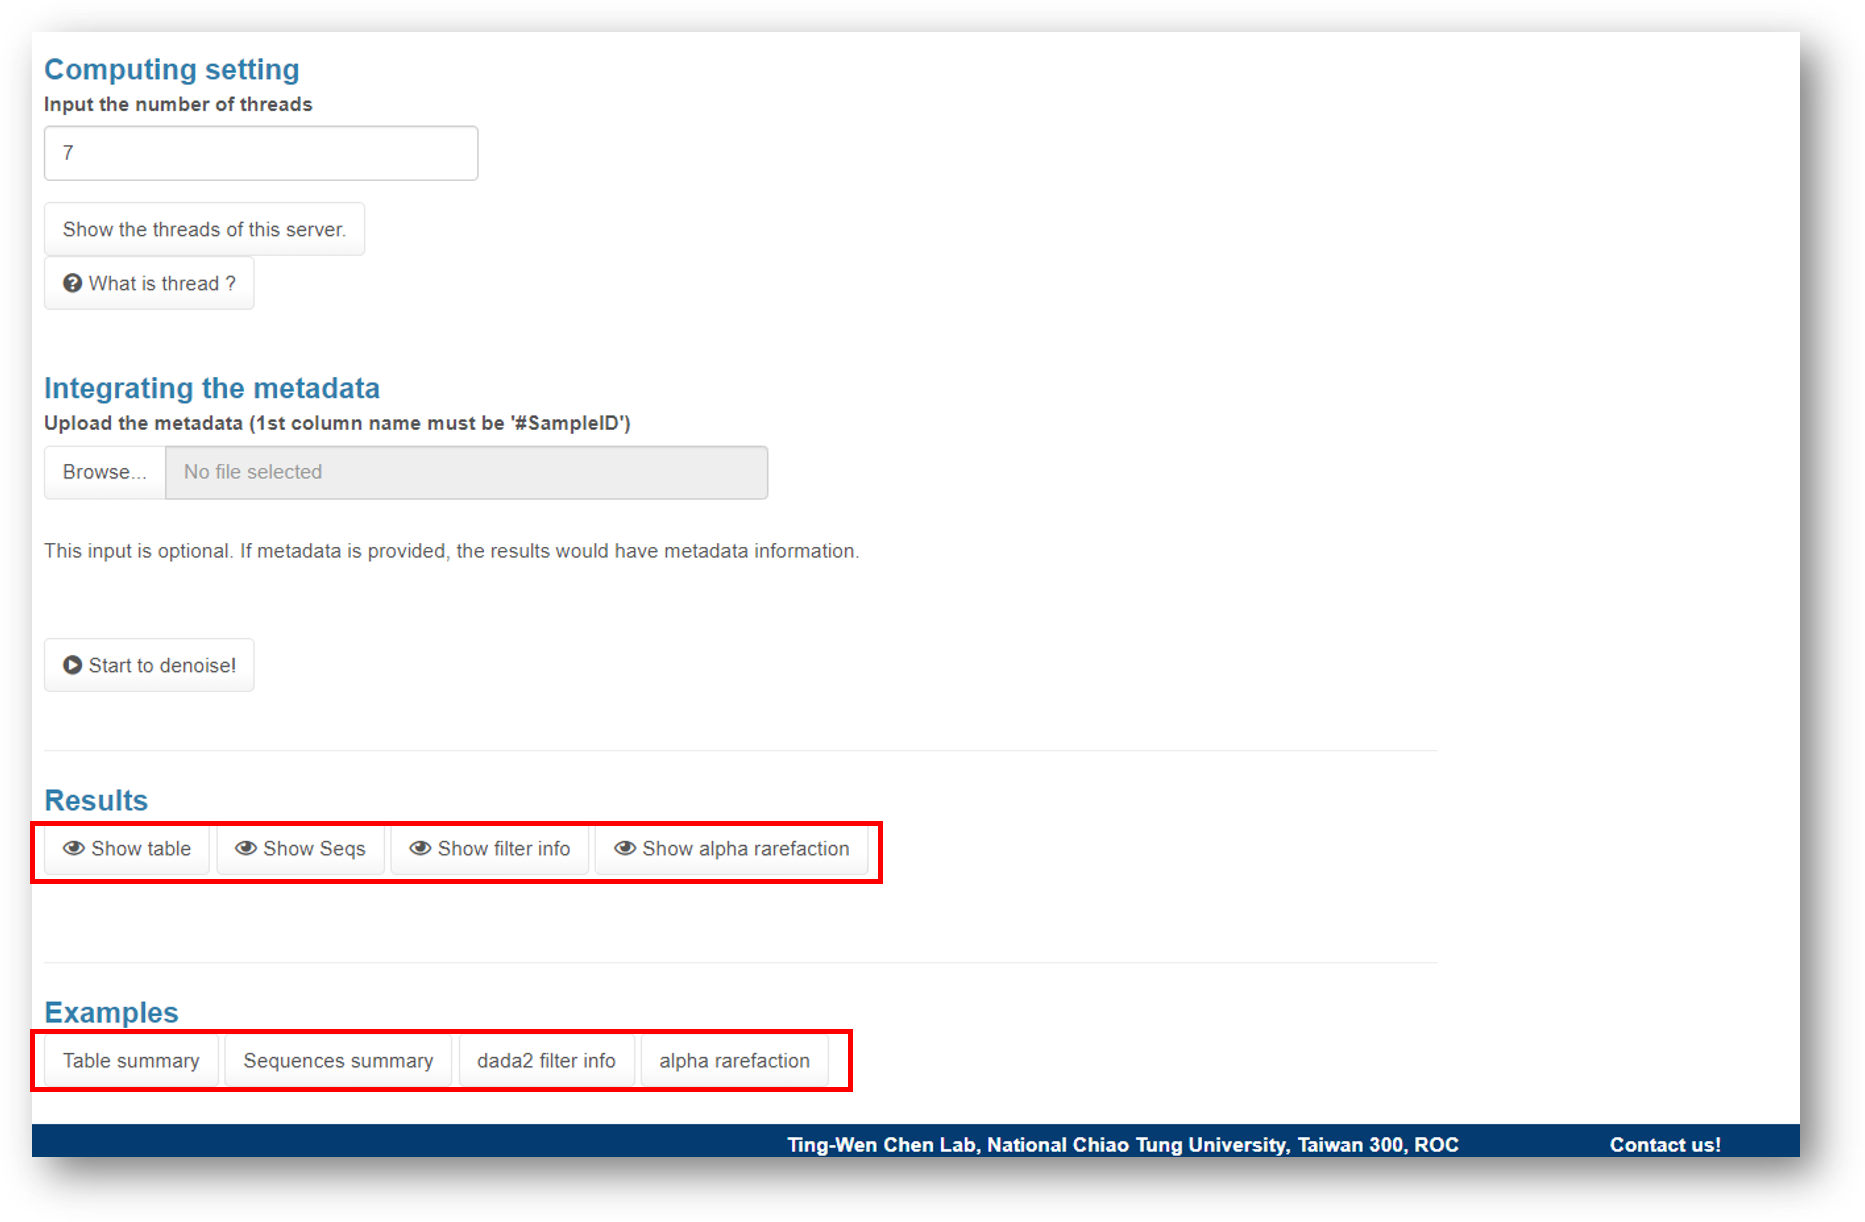 Computing setting
Input the number of threads
7
Show the threads of this server.
What is thread ?
Integrating the metadata
Upload the metadata (1st column name must be '#SampleID')
Browse... No file selected
This input is optional. If metadata is provided, the results would have metadata information.
Start to denoise!
Results
Show table Show Seqs Show filter info Show alpha rarefaction
Examples
Table summary Sequences summary dada2 filter info alpha rarefaction
Ting-Wen Chen Lab, National Chiao Tung University, Taiwan 300, ROC Contact us!